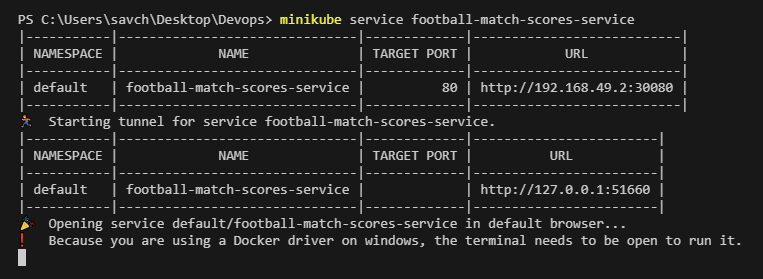 PS C:\Users\savch\Desktop\Devops> minikube service football-match-scores-service
|-----------|-------------------------------|-------------|---------------------------|
| NAMESPACE |             NAME              | TARGET PORT |            URL            |
|-----------|-------------------------------|-------------|---------------------------|
| default   | football-match-scores-service |          80 | http://192.168.49.2:30080 |
|-----------|-------------------------------|-------------|---------------------------|
🏃  Starting tunnel for service football-match-scores-service.
|-----------|-------------------------------|-------------|------------------------|
| NAMESPACE |             NAME              | TARGET PORT |          URL           |
|-----------|-------------------------------|-------------|------------------------|
| default   | football-match-scores-service |             | http://127.0.0.1:51660 |
|-----------|-------------------------------|-------------|------------------------|
🎉  Opening service default/football-match-scores-service in default browser...
❗  Because you are using a Docker driver on windows, the terminal needs to be open to run it.